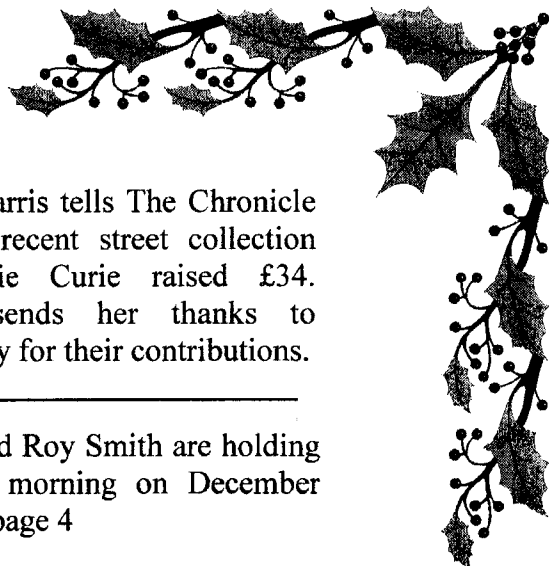 arris tells The Chronicle
recent street collection
ie Curie raised £34.
sends her thanks to
y for their contributions.
d Roy Smith are holding
morning on December
page 4